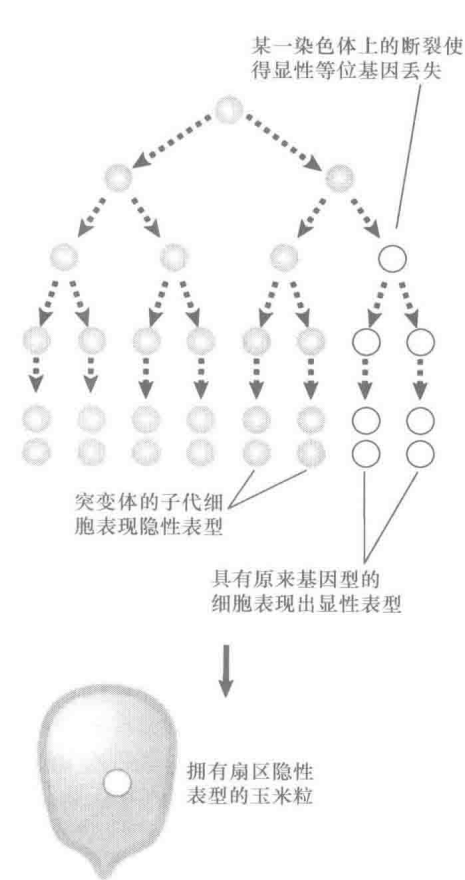 某一染色体上的断裂使
得显性等位基因丢失
突变体的子代细
胞表现隐性表型
具有原来基因型的
细胞表现出显性表型
拥有扇区隐性
表型的玉米粒